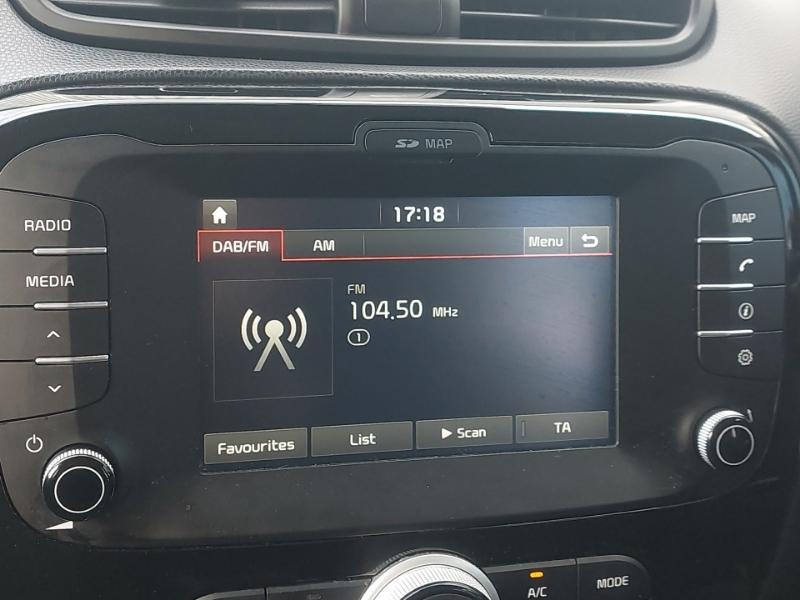 SD MAP
RADIO
MEDIA
17:18
DAB/FM AM Menu
FM
104.50 MHz
1
Favourites List Scan TA
MAP
A/C MODE